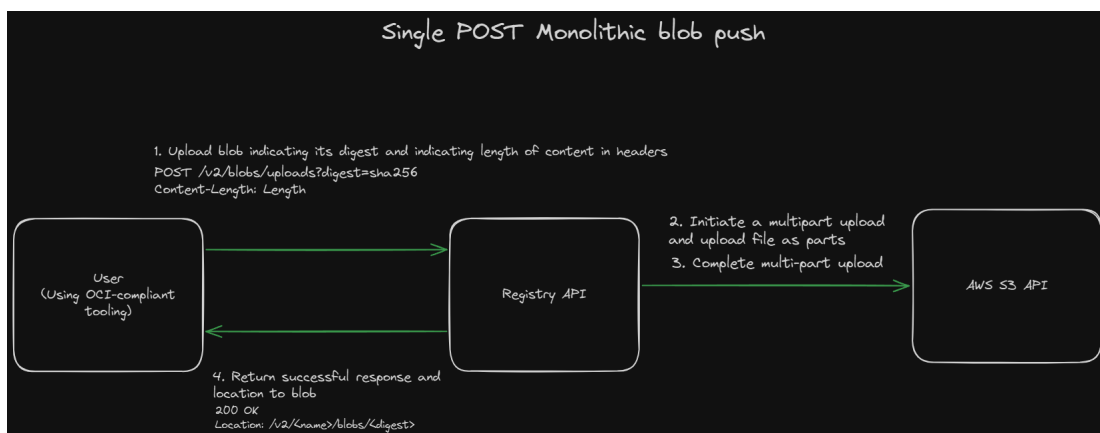 Single POST Monolithic blob push
1. Upload blob indicating its digest and indicating length of content in headers
POST /v2/blobs/uploads?digest=sha256
Content-Length: Length
User
(Using OCI-compliant
tooling)
Registry API
2. Initiate a multipart upload
and upload file as parts
3. Complete multi-part upload
AWS S3 API
4. Return successful response and
location to blob
200 OK
Location: /v2/<name>/blobs/<digest>